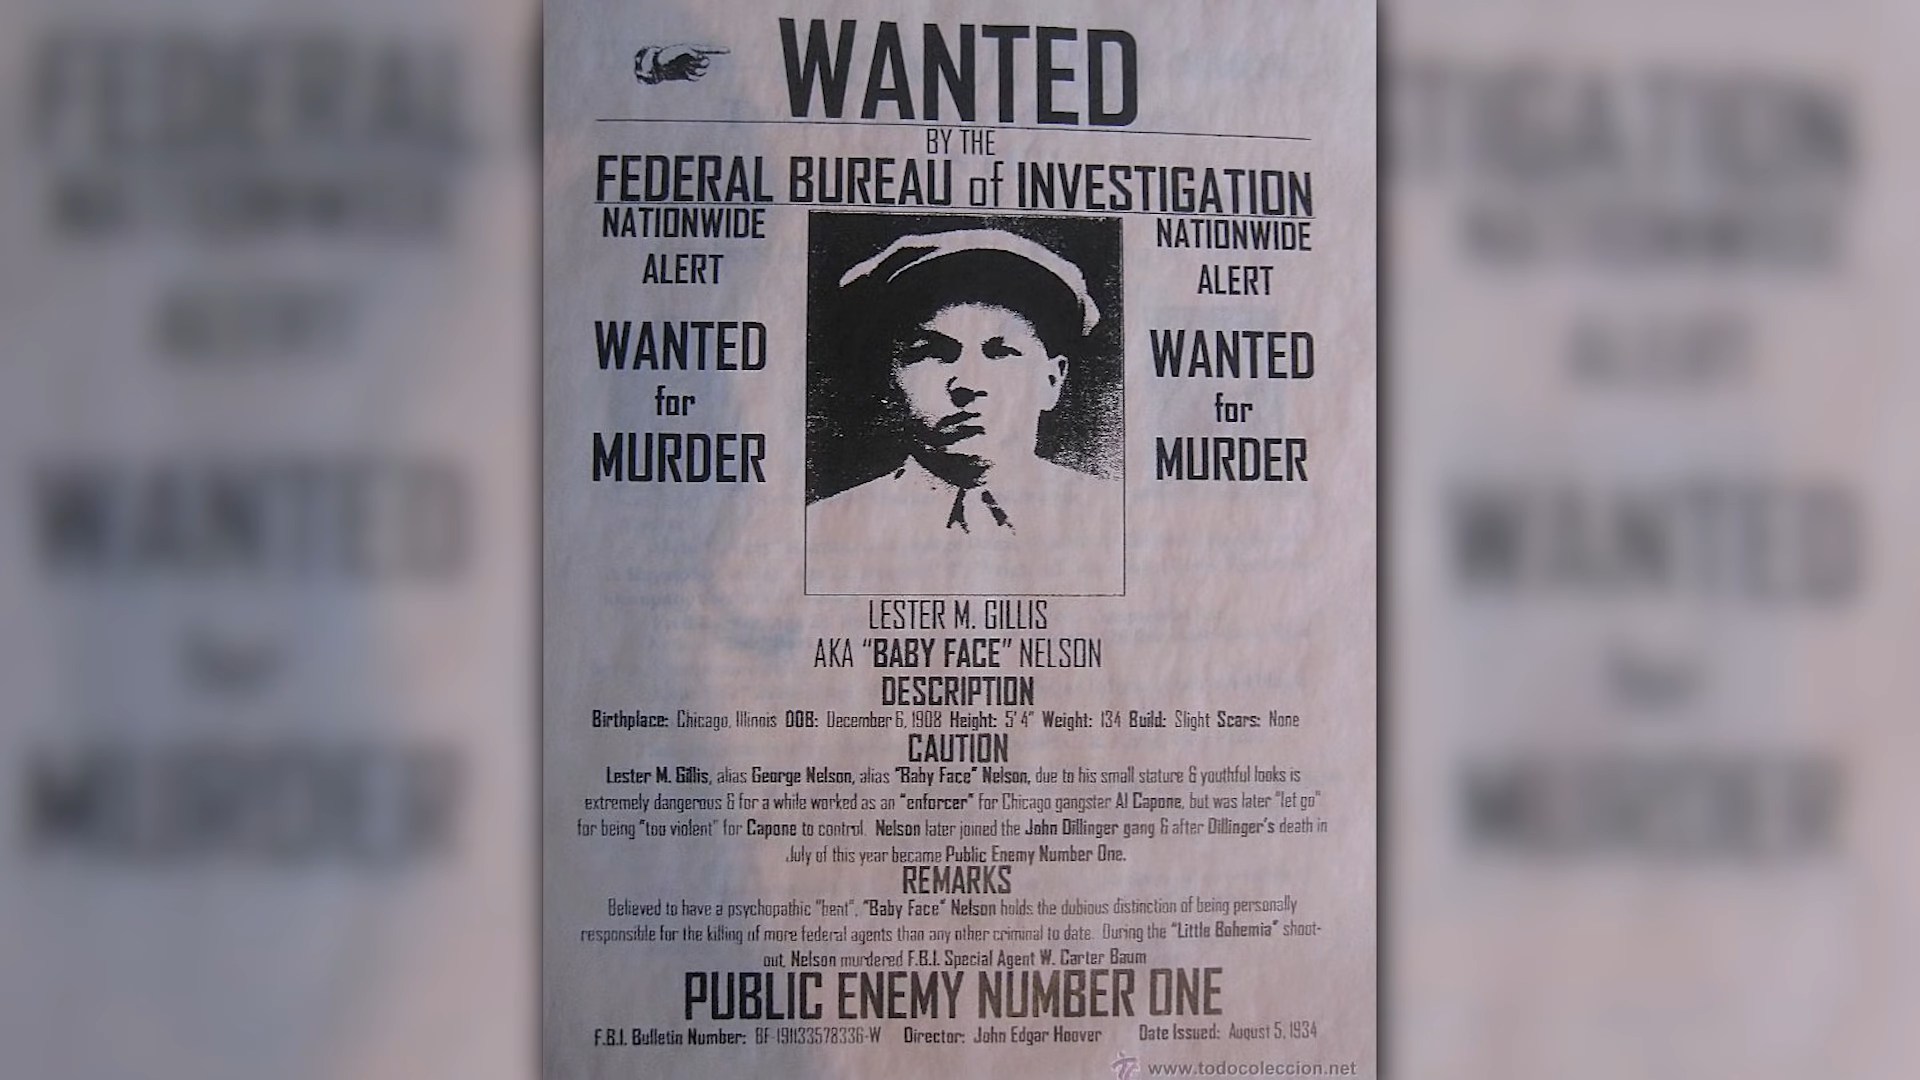 WANTED
BY THE
FEDERAL BUREAU of INVESTIGATION
NATIONWIDE
ALERT
WANTED
for
MURDER
NATIONWIDE
ALERT
WANTED
for
MURDER
LESTER M. GILLIS
AKA "BABY FACE" NELSON
DESCRIPTION
Birthplace: Chicago, Illinois DOB: December 6, 1908 Height: 5' 4" Weight: 134 Build: Slight Scars: None
CAUTION
Lester M. Gillis, alias George Nelson, alias "Baby Face" Nelson, due to his small stature & youthful looks is
extremely dangerous & for a while worked as an "enforcer" for Chicago gangster Al Capone, but was later "let go"
for being "too violent" for Capone to control. Nelson later joined the John Dillinger gang & after Dillinger's death in
July of this year became Public Enemy Number One.
REMARKS
Believed to have a psychopathic "bent", "Baby Face" Nelson holds the dubious distinction of being personally
responsible for the killing of more federal agents than any other criminal to date. During the "Little Bohemia" shoot-
out, Nelson murdered F.B.I. Special Agent W. Carter Baum
PUBLIC ENEMY NUMBER ONE
F.B.I. Bulletin Number: BF-191133578336-W Director: John Edgar Hoover Date Issued: August 5, 1934
www.todocoleccion.net